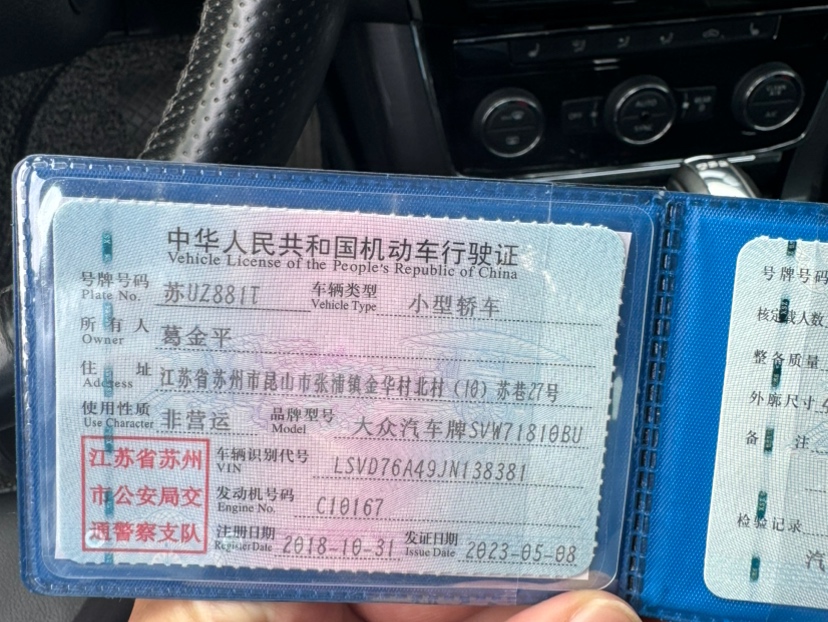 中华人民共和国机动车行驶证
Vehicle License of the People's Republic of China
号牌号码 苏UZ881T 车辆类型 小型轿车
Plate No. Vehicle Type
所有人 葛金平
Owner
住址 江苏省苏州市昆山市张浦镇金华村北村(10)苏巷27号
Address
使用性质 非营运 品牌型号 大众汽车牌SVW71810BU
Use Character Model
江苏省苏州
市公安局交
通警察支队
车辆识别代号 LSVD76A49JN138381
VIN
发动机号码 C10167
Engine No.
注册日期 2018-10-31 发证日期 2023-05-08
Register Date Issue Date
号牌号码
核定载人数
整备质量
外廓尺寸
备注
检验记录
汽